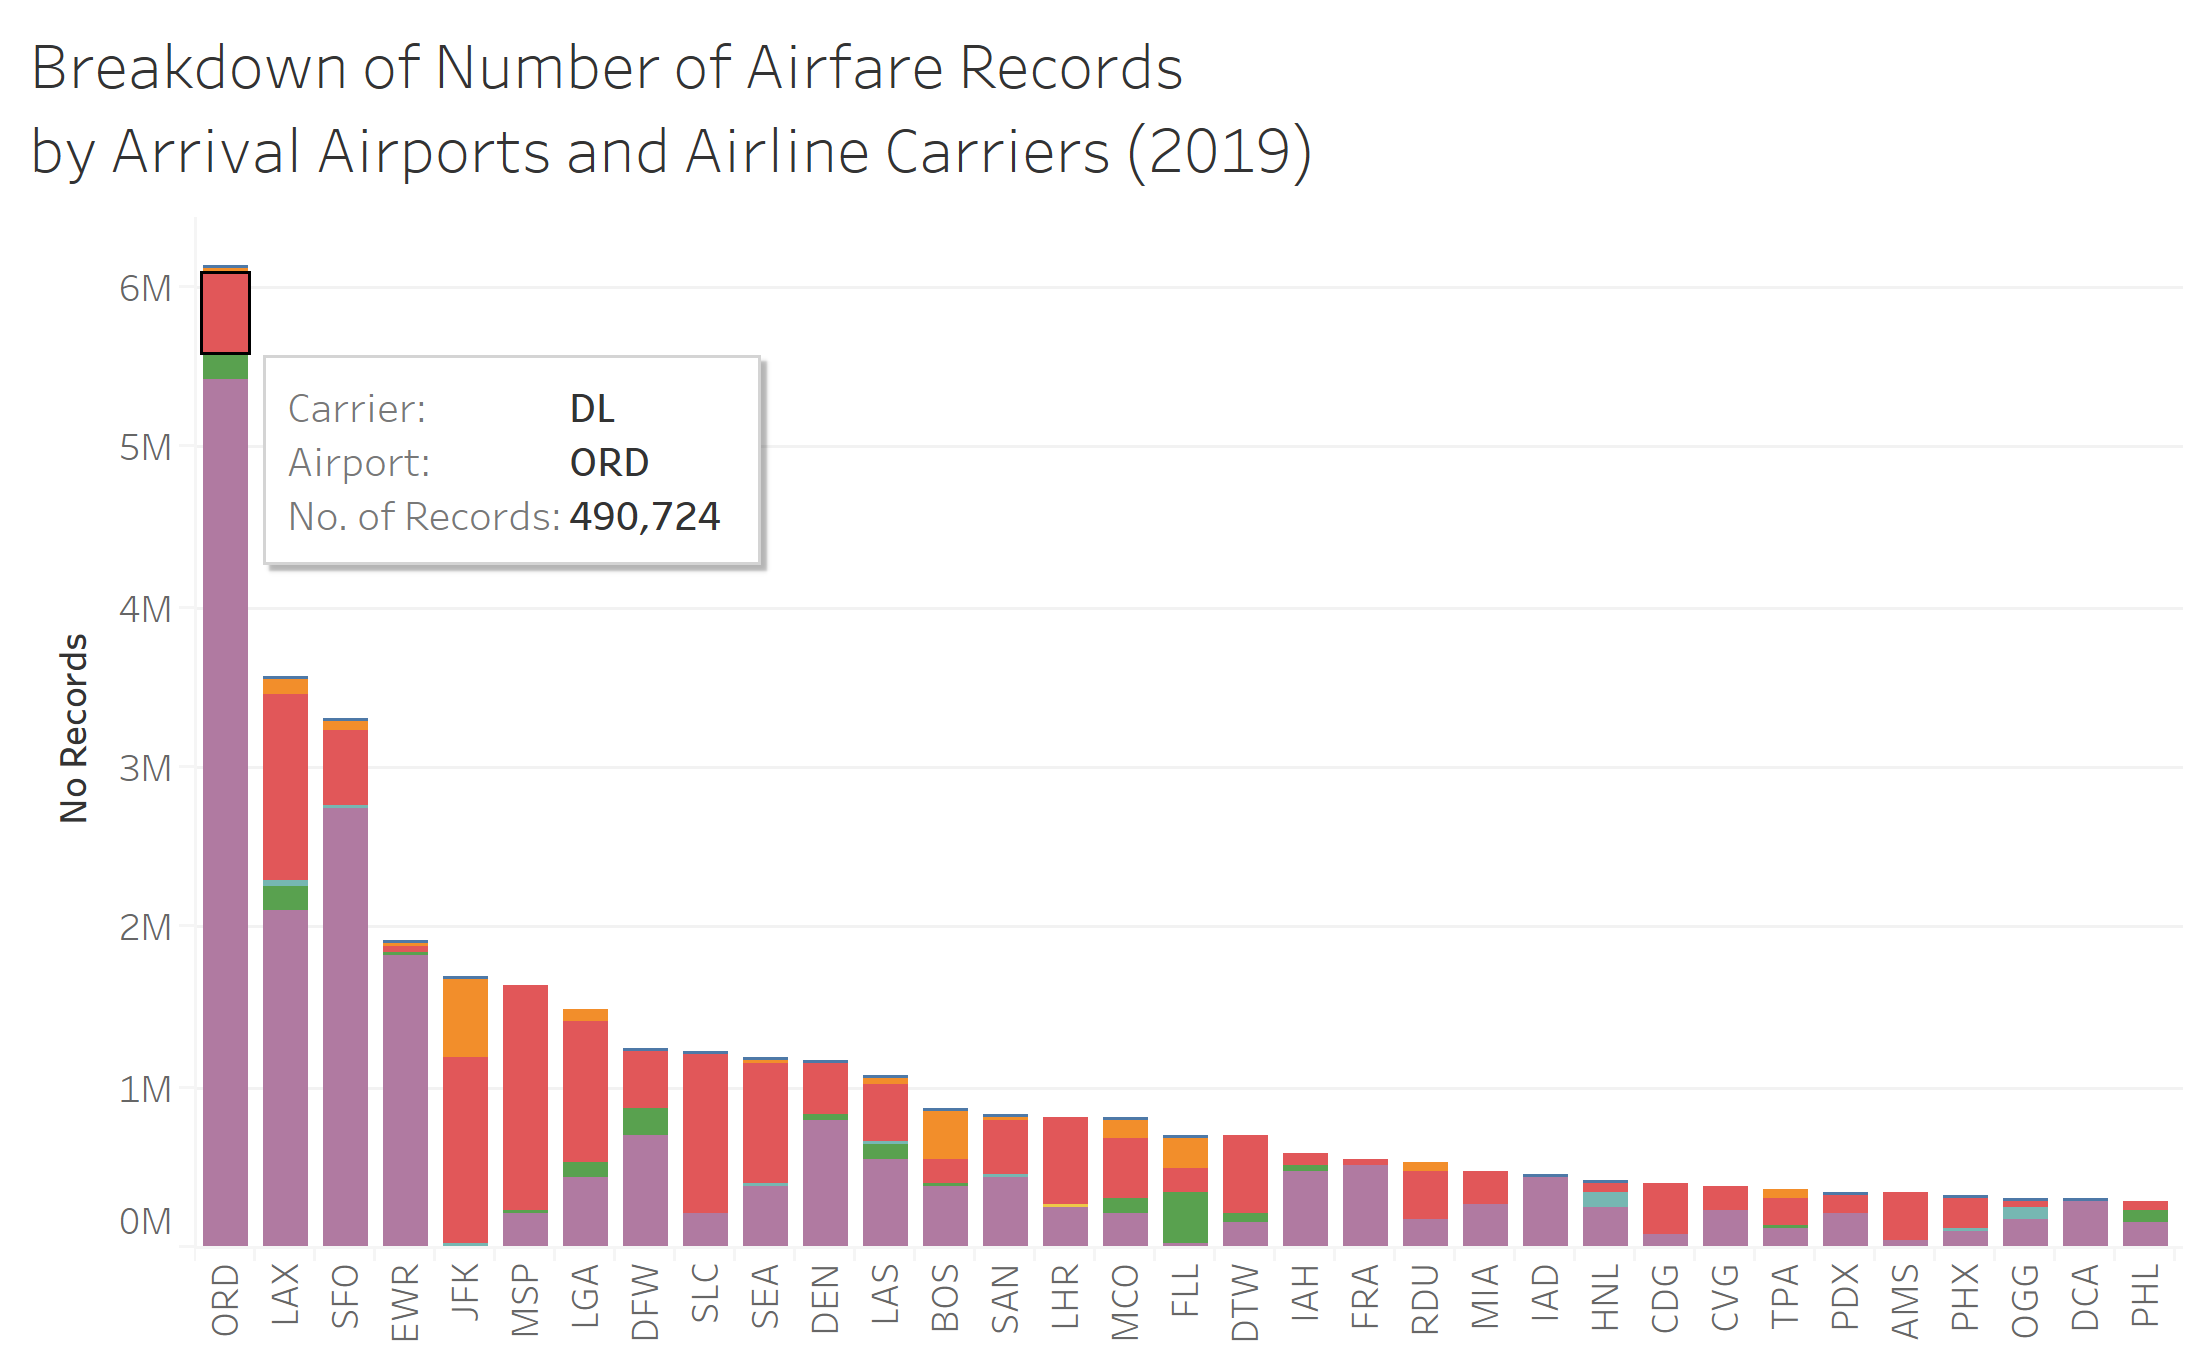 Breakdown of Number of Airfare Records
by Arrival Airports and Airline Carriers (2019)
6M
5M
4M
3M
2M
1M
0M
No Records
Carrier: DL
Airport: ORD
No. of Records: 490,724
ORD
LAX
SFO
EWR
JFK
MSP
LGA
DFW
SLC
SEA
DEN
LAS
BOS
SAN
LHR
MCO
FLL
DTW
IAH
FRA
RDU
MIA
IAD
HNL
CDG
CVG
TPA
PDX
AMS
PHX
OGG
DCA
PHL